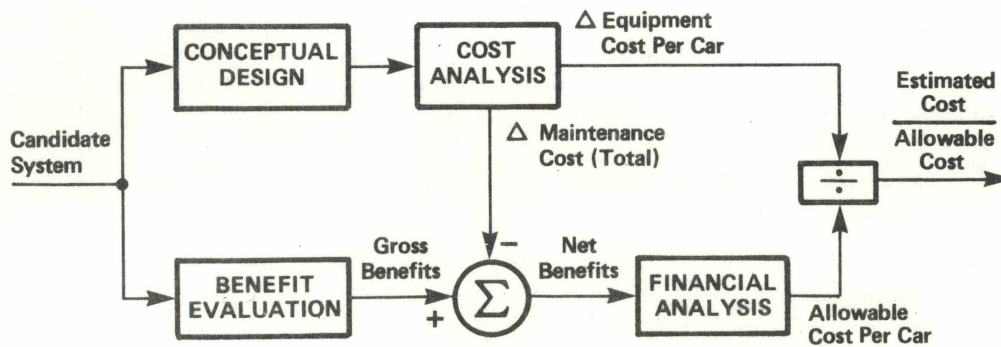 △ Equipment
Cost Per Car
CONCEPTUAL
DESIGN
COST
ANALYSIS
Estimated
Cost
Allowable
Cost
Candidate
System
△ Maintenance
Cost (Total)
÷
Gross
Benefits
−
Net
Benefits
BENEFIT
EVALUATION
+
Σ
FINANCIAL
ANALYSIS
Allowable
Cost Per Car